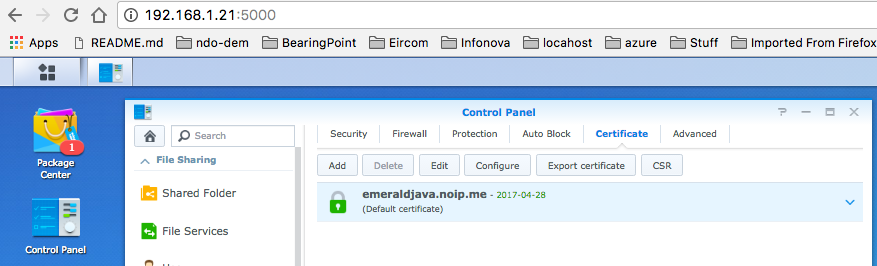 192.168.1.21:5000
Apps README.md ndo-dem BearingPoint Eircom Infonova locahost azure Stuff Imported From Firefox
Control Panel
Search
Security Firewall Protection Auto Block Certificate Advanced
File Sharing
Add Delete Edit Configure Export certificate CSR
1
Package
Center
Shared Folder
emeraldjava.noip.me - 2017-04-28
(Default certificate)
File Services
Control Panel